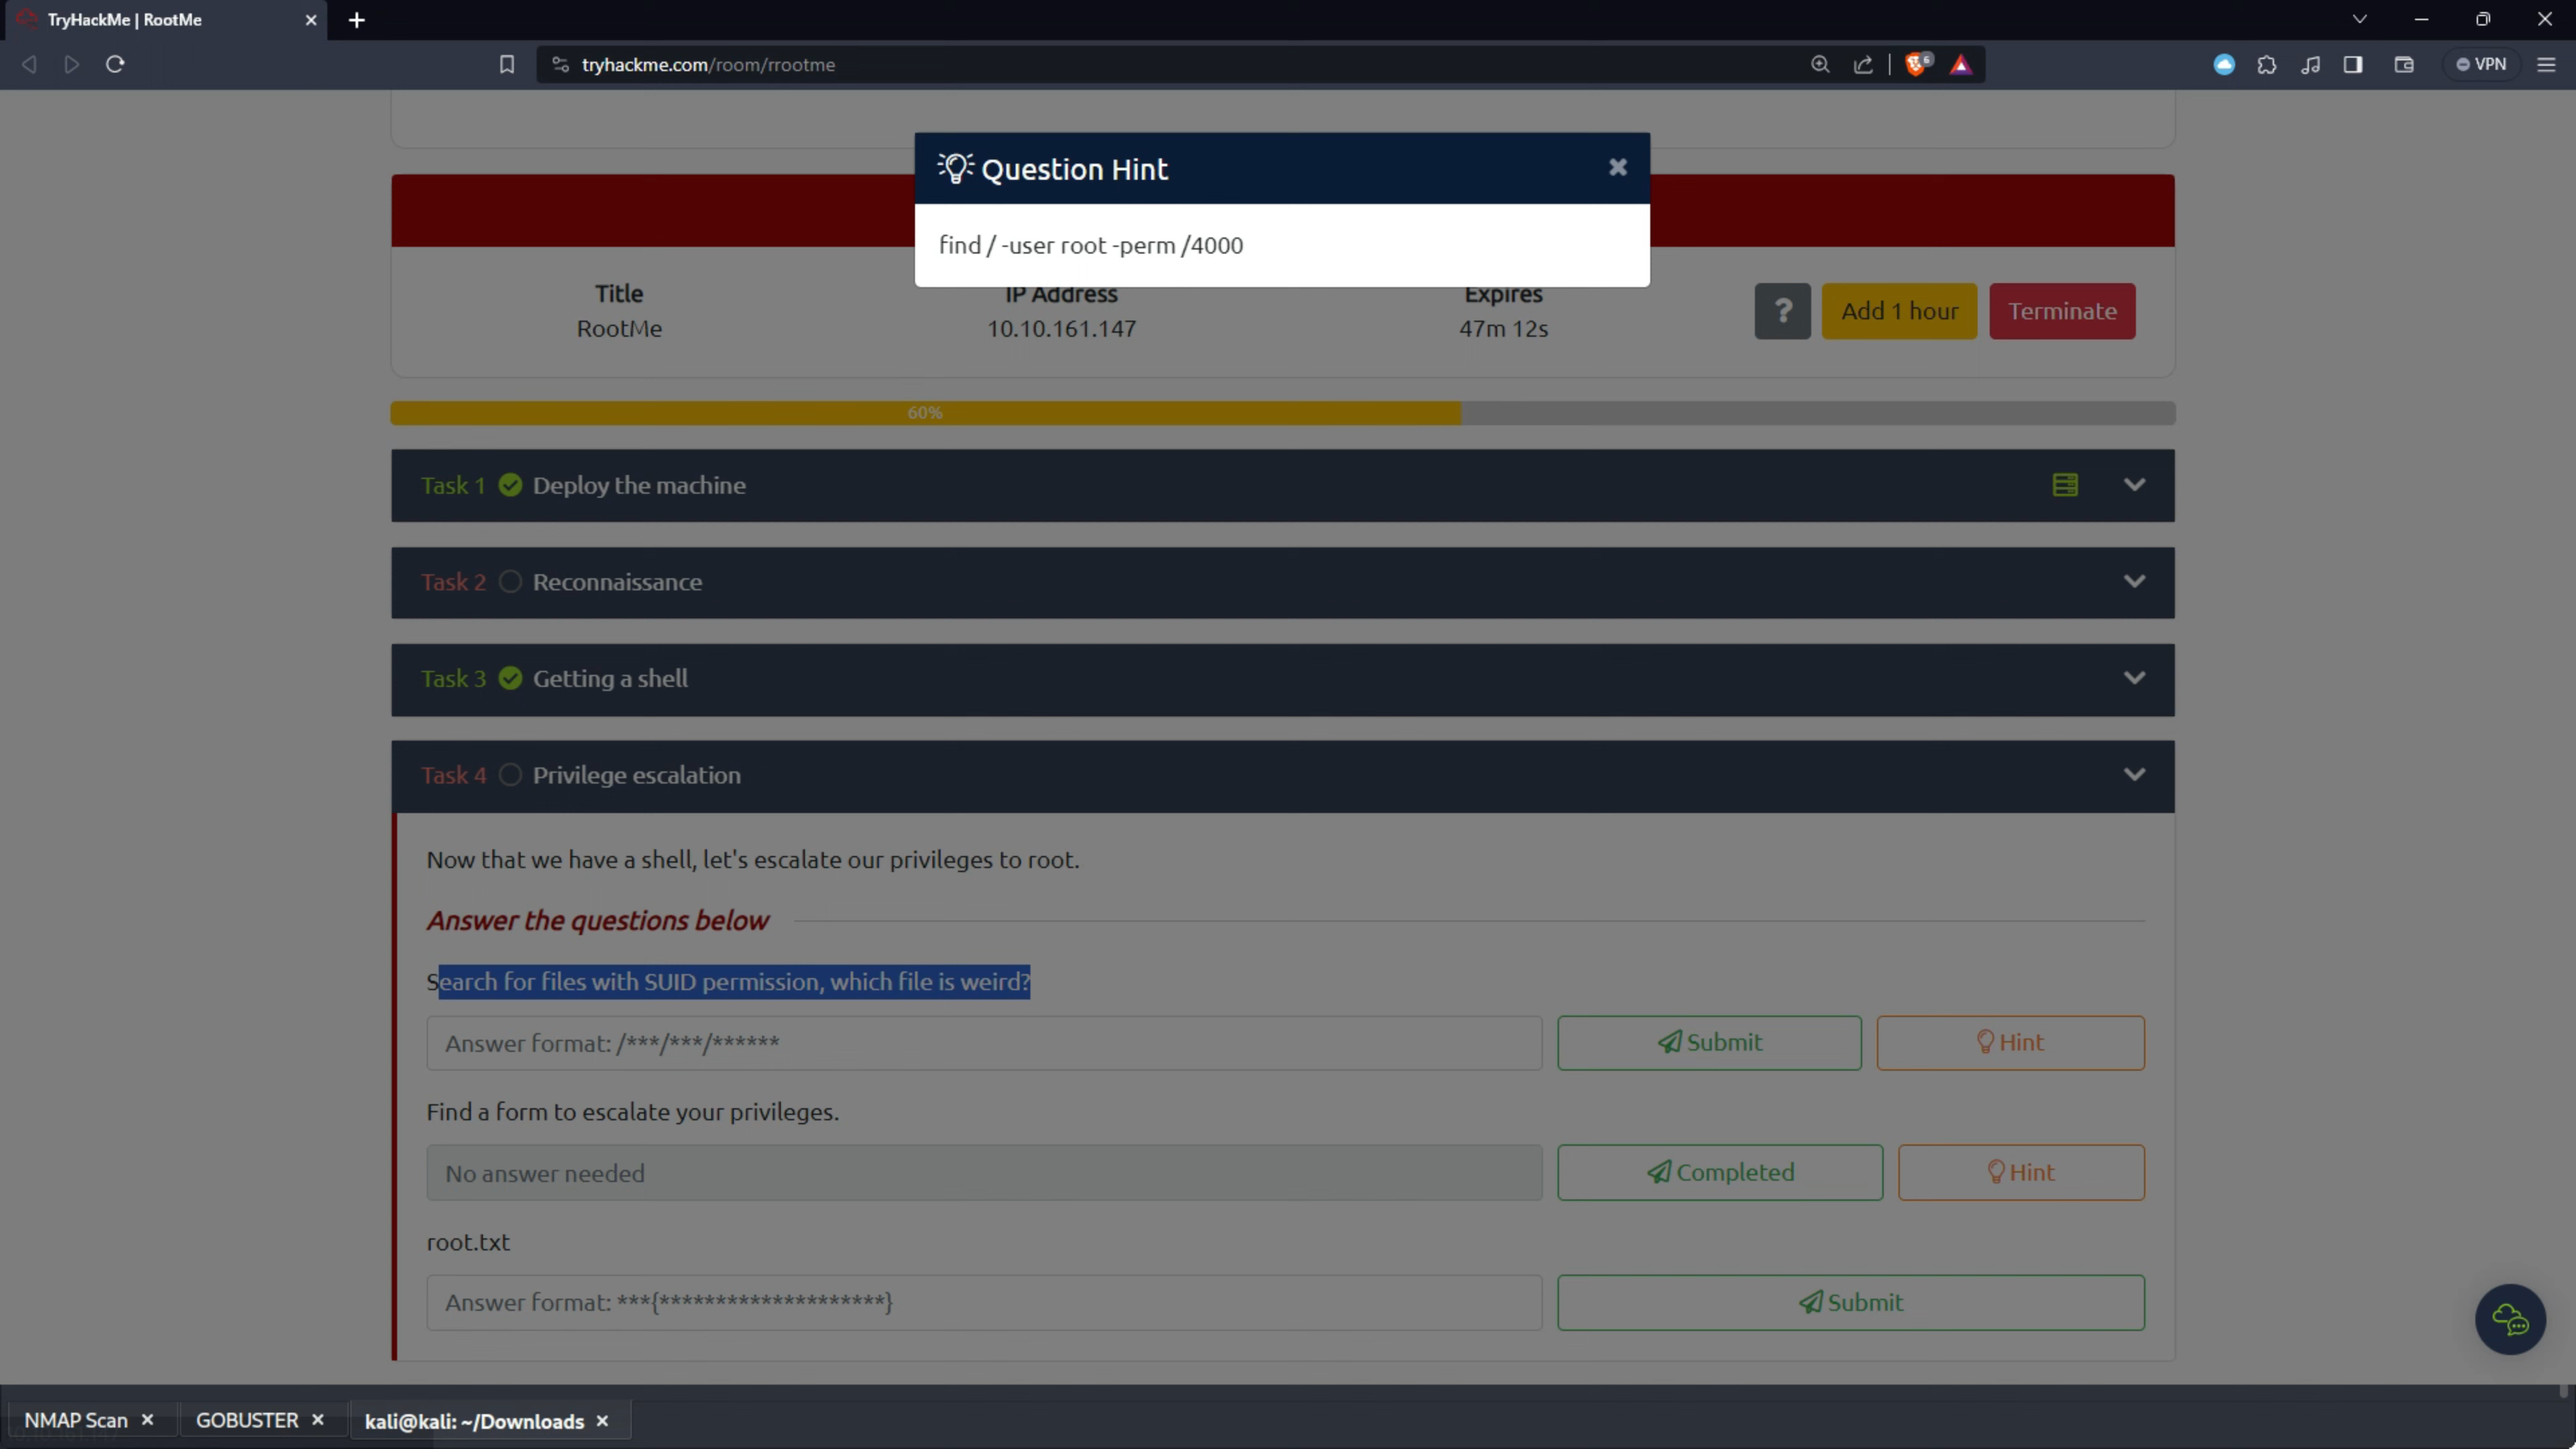 TryHackMe | RootMe
tryhackme.com/room/rrootme
6
VPN
Question Hint
find / -user root -perm /4000
Title
RootMe
IP Address
10.10.161.147
Expires
47m 12s
?
Add 1 hour
Terminate
60%
Task 1 Deploy the machine
Task 2 Reconnaissance
Task 3 Getting a shell
Task 4 Privilege escalation
Now that we have a shell, let's escalate our privileges to root.
Answer the questions below
Search for files with SUID permission, which file is weird?
Answer format: /***/***/******
Submit
Hint
Find a form to escalate your privileges.
No answer needed
Completed
Hint
root.txt
Answer format: ***{********************}
Submit
NMAP Scan
GOBUSTER
kali@kali: ~/Downloads